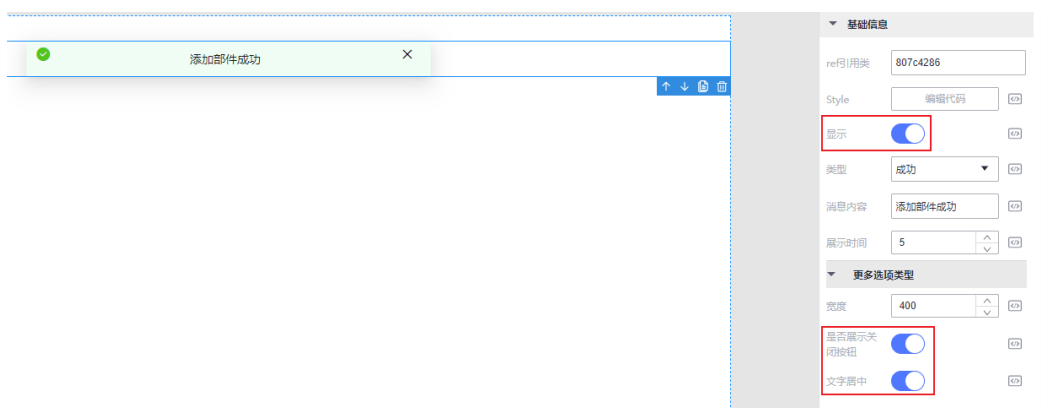 添加部件成功
基础信息
ref引用类
807c4286
Style
编辑代码
显示
类型
成功
消息内容
添加部件成功
展示时间
5
更多选项类型
宽度
400
是否展示关
闭按钮
文字居中